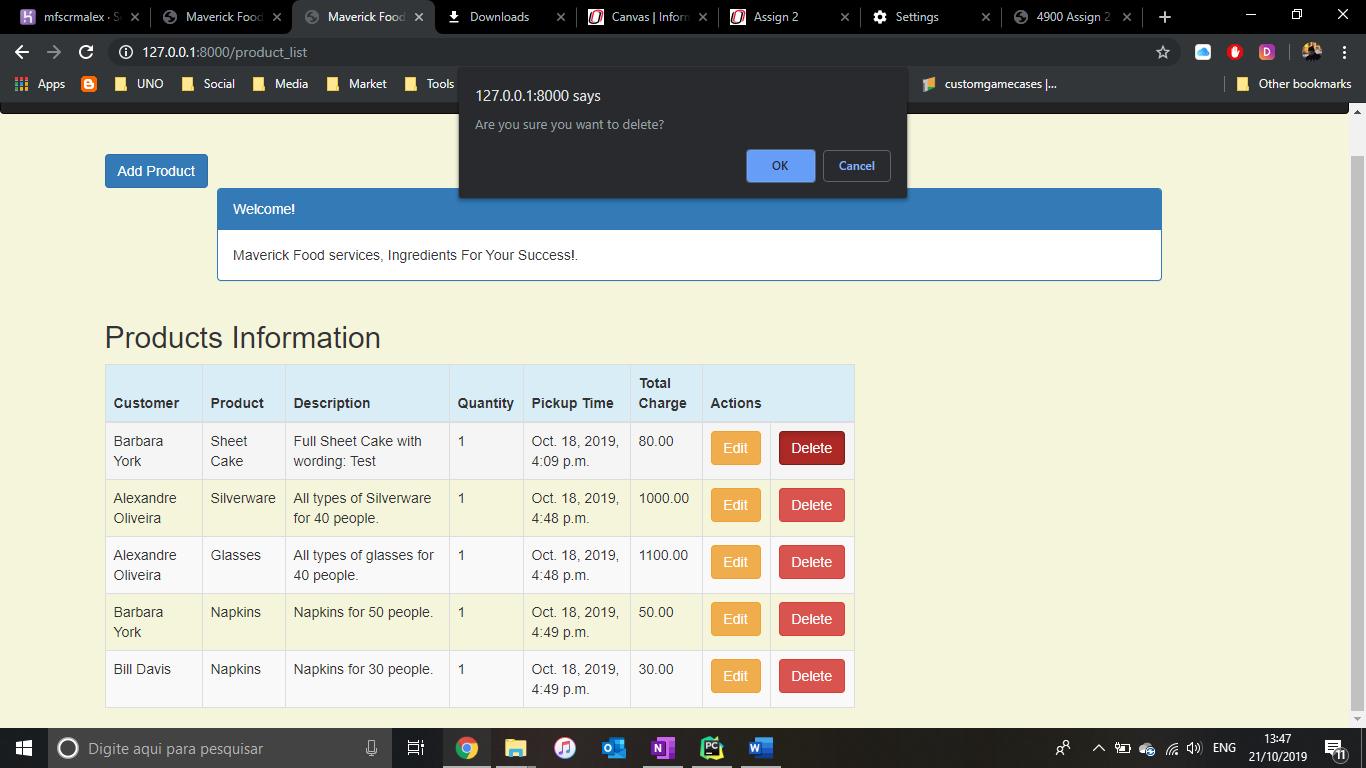 mfscrmalex · S
Maverick Food
Maverick Food
Downloads
Canvas | Inform
Assign 2
Settings
4900 Assign 2
127.0.0.1:8000/product_list
Apps
UNO
Social
Media
Market
Tools
customgamecases |...
Other bookmarks
127.0.0.1:8000 says
Are you sure you want to delete?
OK Cancel
Add Product
Welcome!
Maverick Food services, Ingredients For Your Success!.
Products Information
Customer Product Description Quantity Pickup Time Total Charge Actions
Barbara York Sheet Cake Full Sheet Cake with wording: Test 1 Oct. 18, 2019, 4:09 p.m. 80.00 Edit Delete
Alexandre Oliveira Silverware All types of Silverware for 40 people. 1 Oct. 18, 2019, 4:48 p.m. 1000.00 Edit Delete
Alexandre Oliveira Glasses All types of glasses for 40 people. 1 Oct. 18, 2019, 4:48 p.m. 1100.00 Edit Delete
Barbara York Napkins Napkins for 50 people. 1 Oct. 18, 2019, 4:49 p.m. 50.00 Edit Delete
Bill Davis Napkins Napkins for 30 people. 1 Oct. 18, 2019, 4:49 p.m. 30.00 Edit Delete
Digite aqui para pesquisar
ENG
13:47
21/10/2019
11